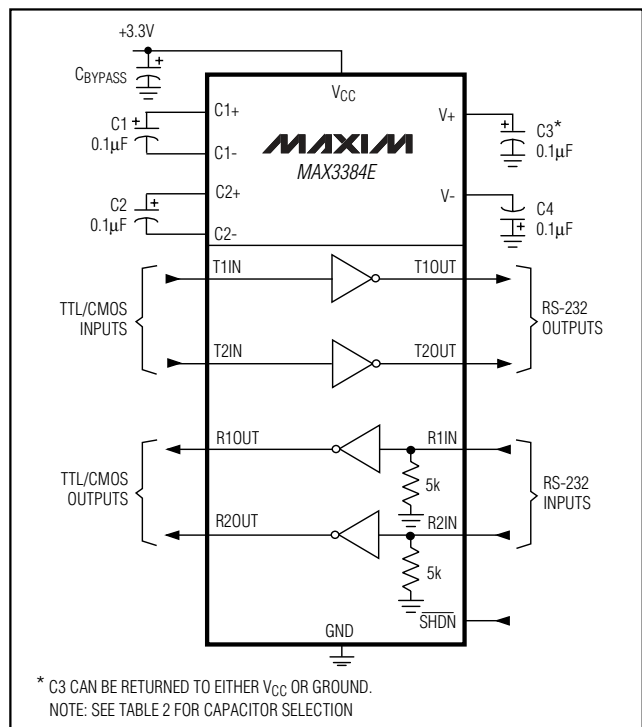 +3.3V
CBYPASS
+
VCC
C1
0.1µF
+
C1+
C1-
C2
0.1µF
+
C2+
C2-
MAXIM
MAX3384E
V+
+
C3*
0.1µF
V-
C4
+
0.1µF
TTL/CMOS
INPUTS
T1IN
T1OUT
T2IN
T2OUT
RS-232
OUTPUTS
TTL/CMOS
OUTPUTS
R1OUT
R1IN
5k
R2OUT
R2IN
5k
RS-232
INPUTS
SHDN
GND
* C3 CAN BE RETURNED TO EITHER VCC OR GROUND.
NOTE: SEE TABLE 2 FOR CAPACITOR SELECTION